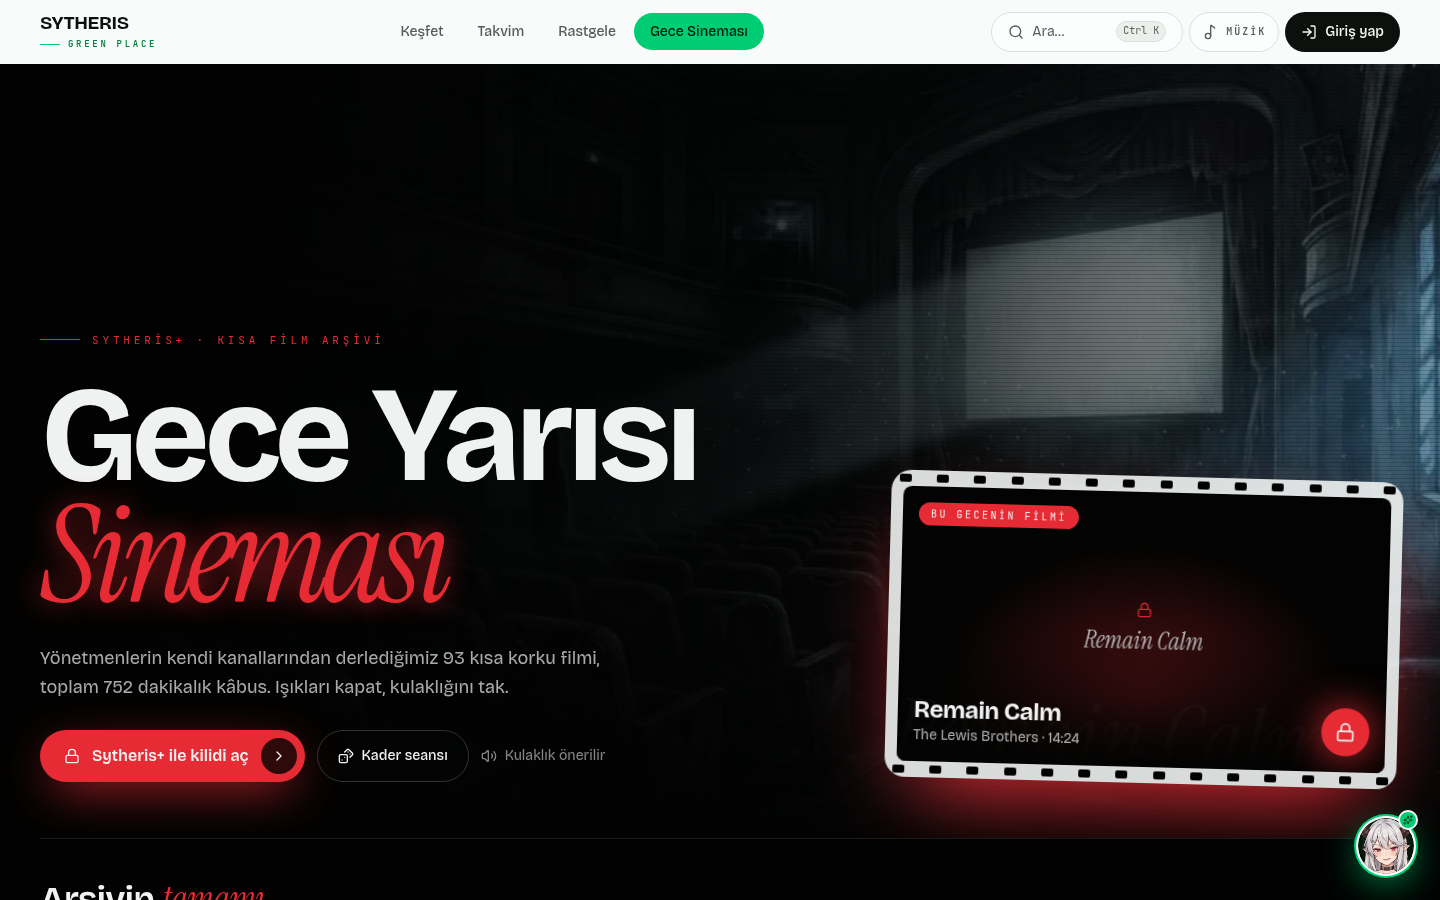 SYTHERIS
GREEN PLACE
Keşfet
Takvim
Rastgele
Gece Sineması
Ara...
Ctrl K
MÜZİK
Giriş yap
SYTHERİS+ · KISA FİLM ARŞİVİ
Gece Yarısı
Sineması
Yönetmenlerin kendi kanallarından derlediğimiz 93 kısa korku filmi,
toplam 752 dakikalık kâbus. Işıkları kapat, kulaklığını tak.
Sytheris+ ile kilidi aç
Kader seansı
Kulaklık önerilir
BU GECENİN FİLMİ
Remain Calm
Remain Calm
The Lewis Brothers · 14:24
Arşivin tamamı